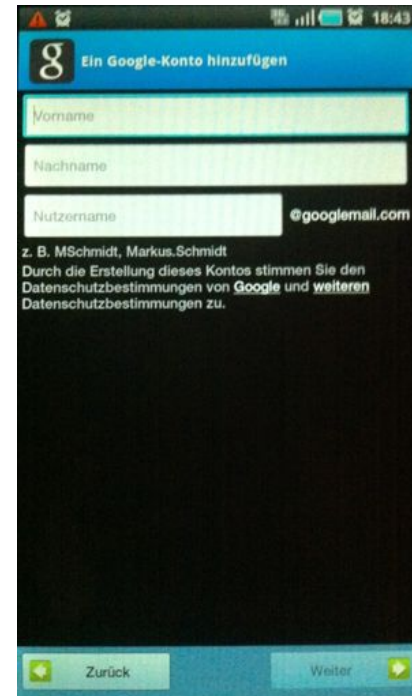 18:43
g
Ein Google-Konto hinzufügen
Vorname
Nachname
Nutzername
@googlemail.com
z. B. MSchmidt, Markus.Schmidt
Durch die Erstellung dieses Kontos stimmen Sie den
Datenschutzbestimmungen von Google und weiteren
Datenschutzbestimmungen zu.
Zurück
Weiter